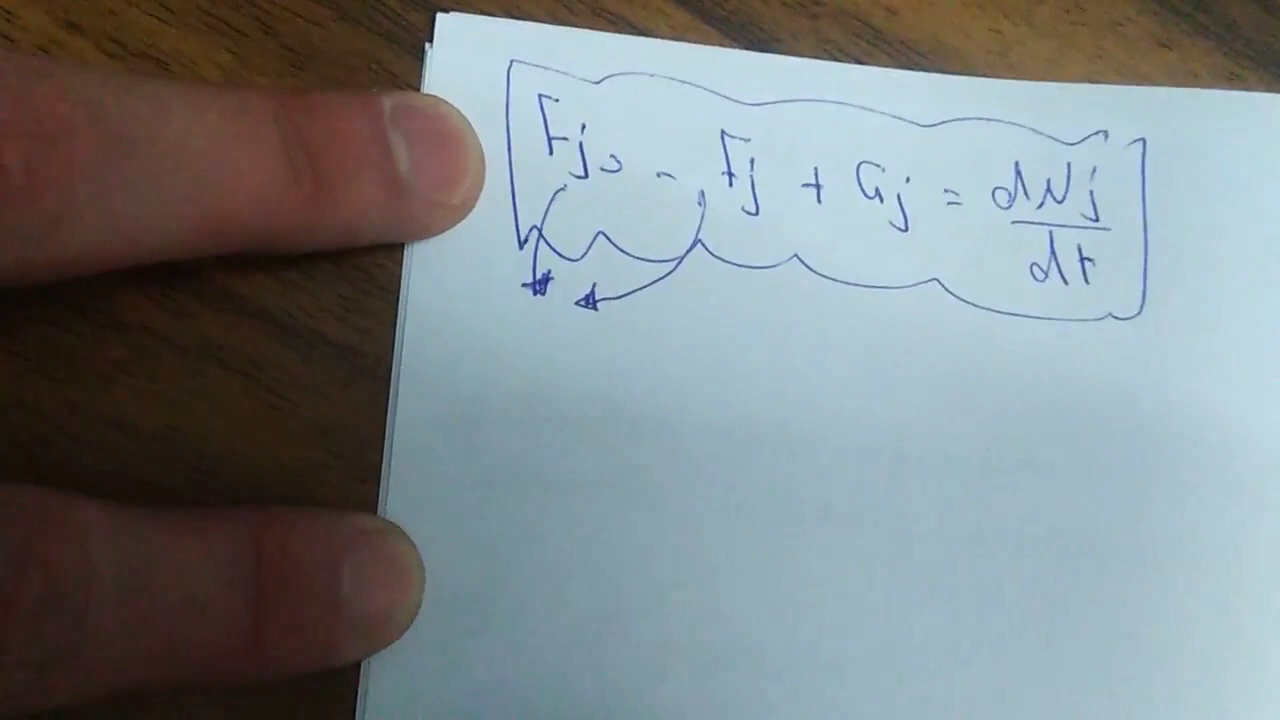 Fj₀ - Fj + Gj = dNj/dt